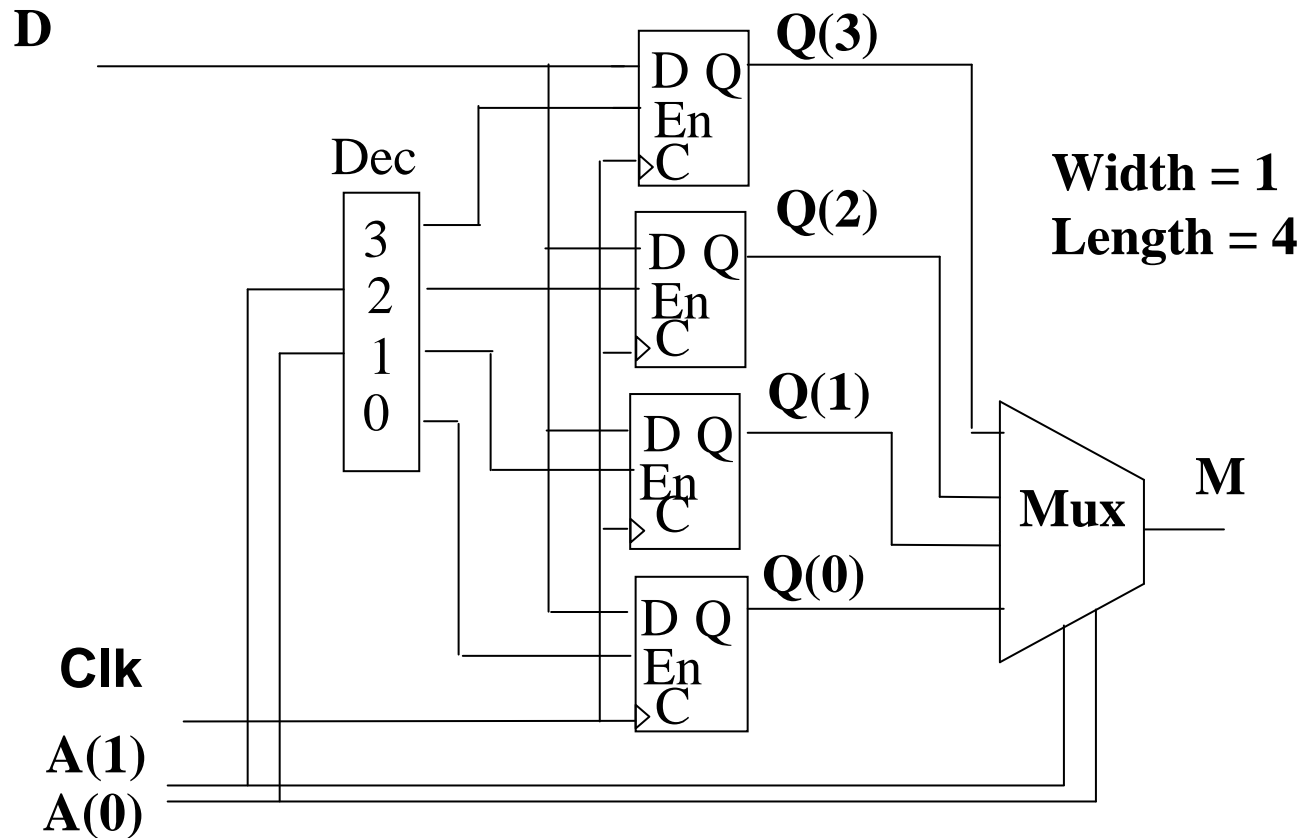 D
Q(3)
D Q
En
C
Dec
Width = 1
Length = 4
Q(2)
3
2
1
0
D Q
En
C
Q(1)
D Q
En
C
Mux
M
Q(0)
D Q
En
C
Clk
A(1)
A(0)